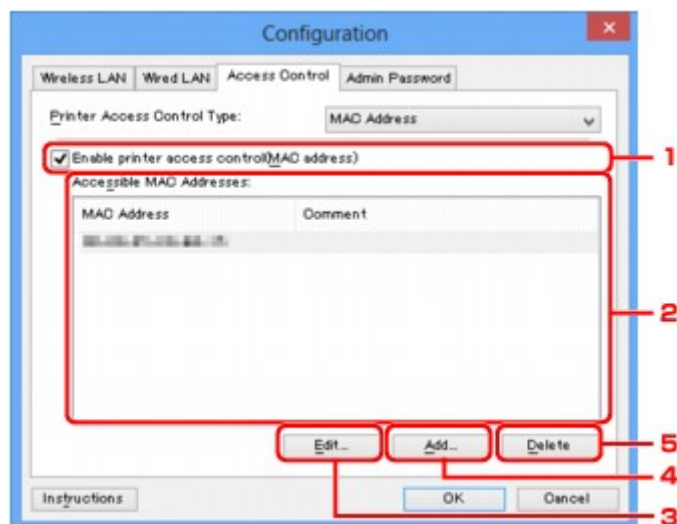 Configuration
Wireless LAN
Wired LAN
Access Control
Admin Password
Printer Access Control Type:
MAC Address
Enable printer access control(MAC address)
1
Accessible MAC Addresses:
MAC Address
Comment
2
Edit...
Add...
Delete
5
4
Instructions
OK
Cancel
3